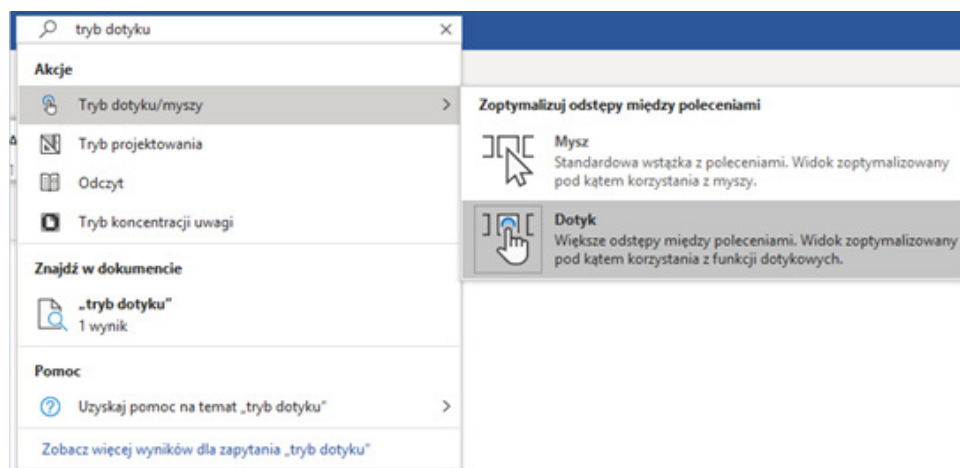 tryb dotyku
Akcje
Tryb dotyku/myszy
Tryb projektowania
Odczyt
Tryb koncentracji uwagi
Znajdź w dokumencie
„tryb dotyku”
1 wynik
Pomoc
Uzyskaj pomoc na temat „tryb dotyku”
Zobacz więcej wyników dla zapytania „tryb dotyku”
Zoptymalizuj odstępy między poleceniami
Mysz
Standardowa wstążka z poleceniami. Widok zoptymalizowany
pod kątem korzystania z myszy.
Dotyk
Większe odstępy między poleceniami. Widok zoptymalizowany
pod kątem korzystania z funkcji dotykowych.